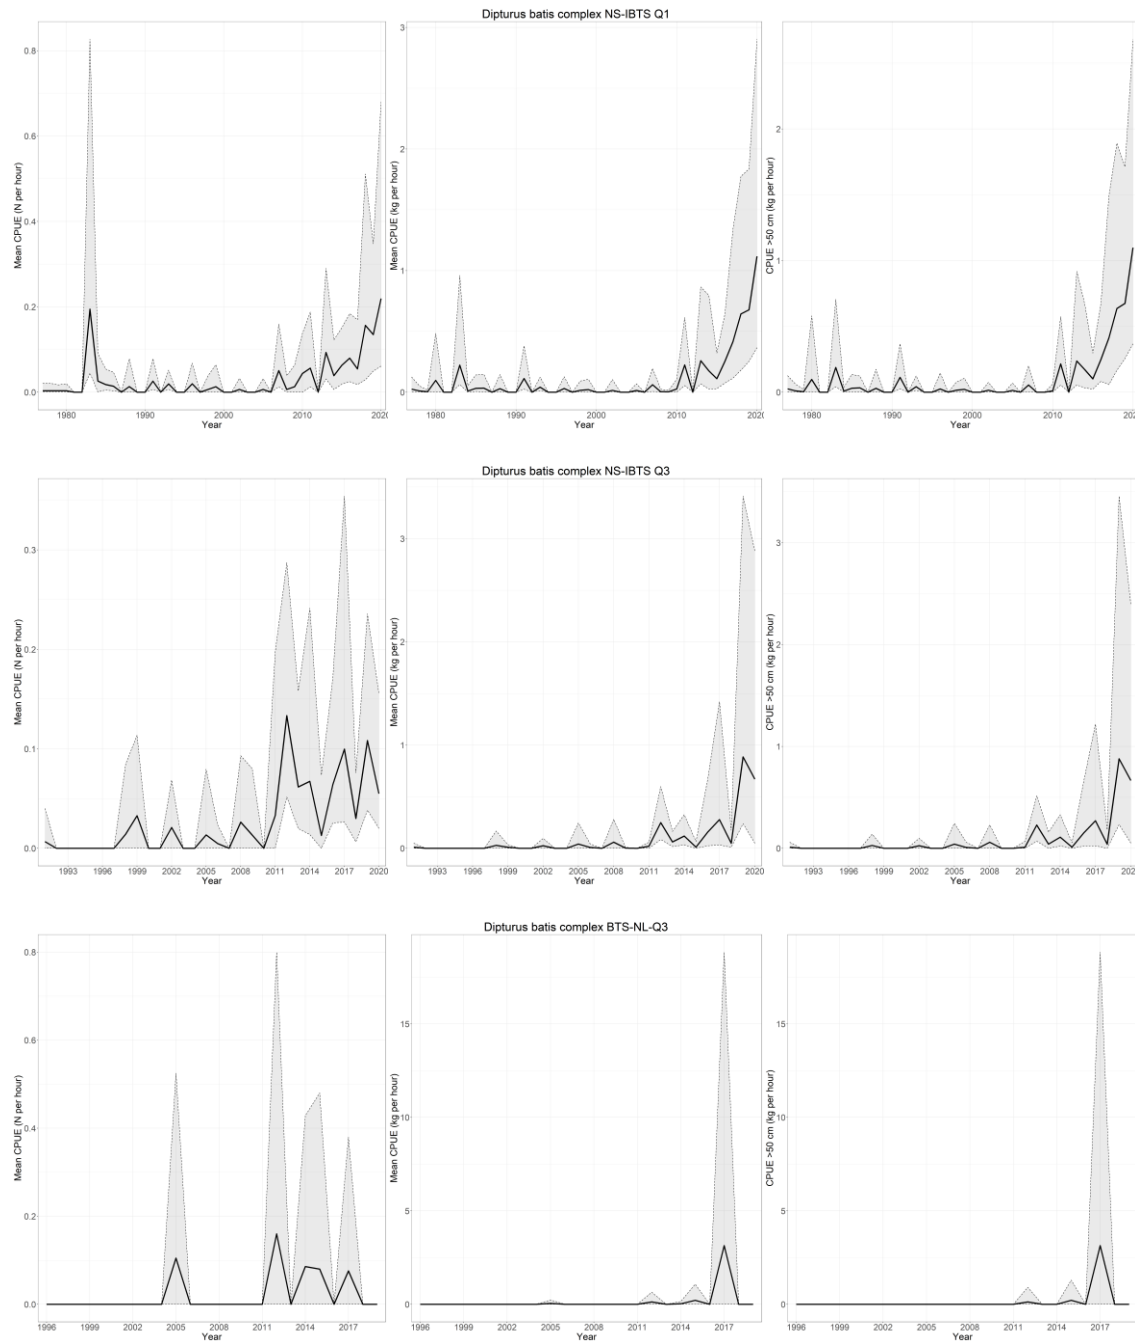 Dipturus batis complex NS-IBTS Q1
Mean CPUE (N per hour)
0.8
0.6
0.4
0.2
0.0
1980 1990 2000 2010 2020
Year
Mean CPUE (kg per hour)
3
2
1
0
1980 1990 2000 2010
Year
CPUE >50 cm (kg per hour)
2
1
0
1980 1990 2000 2010 202
Year
Dipturus batis complex NS-IBTS Q3
Mean CPUE (N per hour)
0.3
0.2
0.1
0.0
1993 1996 1999 2002 2005 2008 2011 2014 2017 2020
Year
Mean CPUE (kg per hour)
3
2
1
0
1993 1996 1999 2002 2005 2008 2011 2014 2017 2020
Year
CPUE >50 cm (kg per hour)
3
2
1
0
1993 1996 1999 2002 2005 2008 2011 2014 2017 202
Year
Dipturus batis complex BTS-NL-Q3
Mean CPUE (N per hour)
0.8
0.6
0.4
0.2
0.0
1996 1999 2002 2005 2008 2011 2014 2017
Year
Mean CPUE (kg per hour)
15
10
5
0
1996 1999 2002 2005 2008 2011 2014 2017
Year
CPUE >50 cm (kg per hour)
15
10
5
0
1996 1999 2002 2005 2008 2011 2014 2017
Year